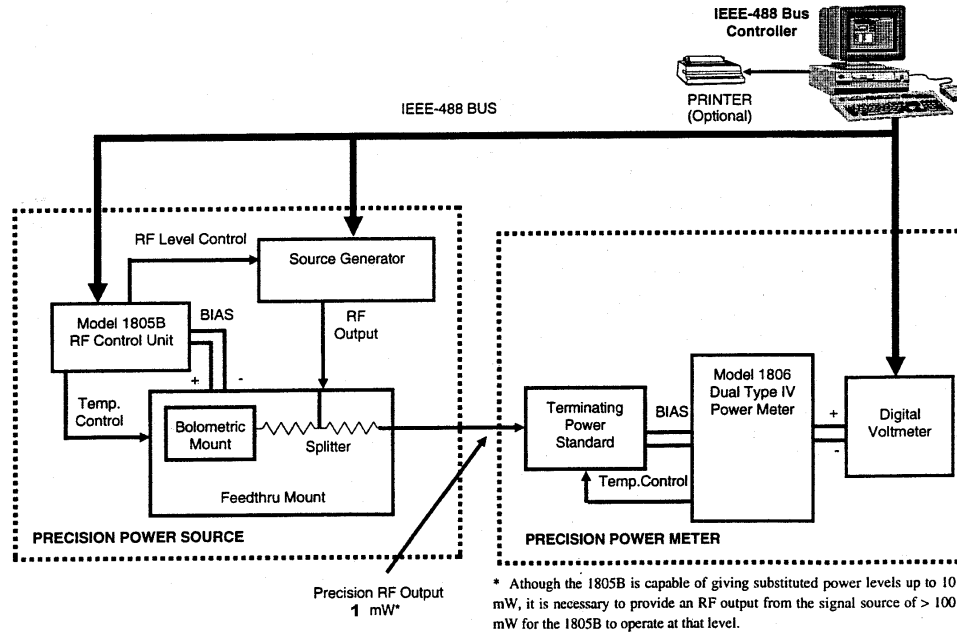 IEEE-488 Bus
Controller
PRINTER
(Optional)
IEEE-488 BUS
RF Level Control
Source Generator
Model 1805B
RF Control Unit
BIAS
RF
Output
+
-
Temp.
Control
Bolometric
Mount
Splitter
Feedthru Mount
PRECISION POWER SOURCE
Terminating
Power
Standard
BIAS
Model 1806
Dual Type IV
Power Meter
+
-
Digital
Voltmeter
Temp.Control
PRECISION POWER METER
Precision RF Output
1 mW*
* Athough the 1805B is capable of giving substituted power levels up to 10
mW, it is necessary to provide an RF output from the signal source of > 100
mW for the 1805B to operate at that level.